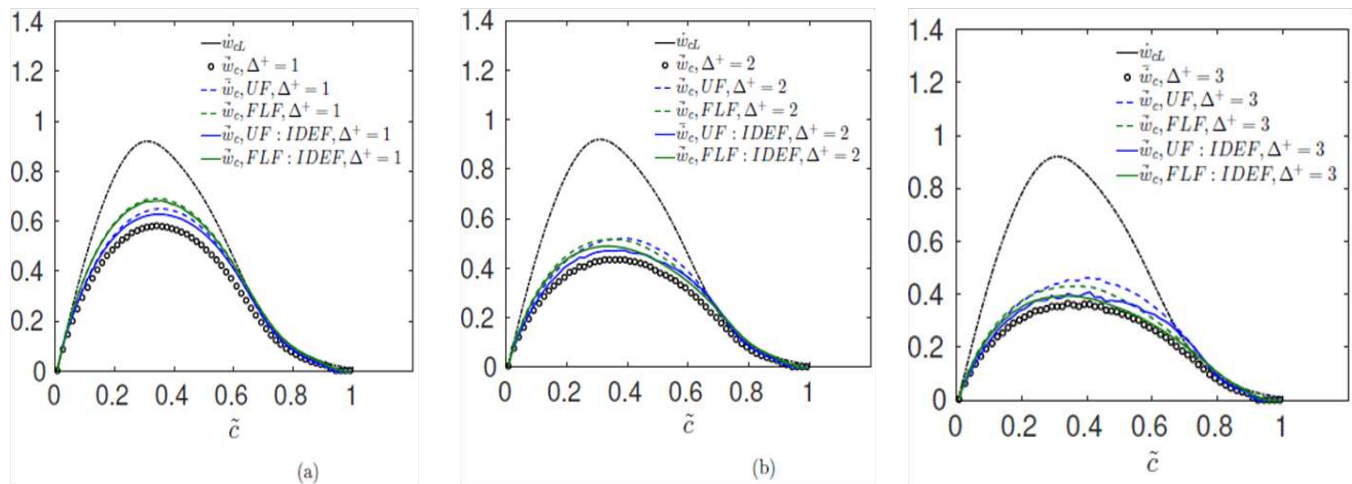 1.4
1.2
1
0.8
0.6
0.4
0.2
0
0 0.2 0.4 0.6 0.8 1
c̃
(a)
ẇ_cL
w̄̇_c, Δ⁺ = 1
w̄̇_c, UF, Δ⁺ = 1
w̄̇_c, FLF, Δ⁺ = 1
w̄̇_c, UF : IDEF, Δ⁺ = 1
w̄̇_c, FLF : IDEF, Δ⁺ = 1
1.4
1.2
1
0.8
0.6
0.4
0.2
0
0 0.2 0.4 0.6 0.8 1
c̃
(b)
ẇ_cL
w̄̇_c, Δ⁺ = 2
w̄̇_c, UF, Δ⁺ = 2
w̄̇_c, FLF, Δ⁺ = 2
w̄̇_c, UF : IDEF, Δ⁺ = 2
w̄̇_c, FLF : IDEF, Δ⁺ = 2
1.4
1.2
1
0.8
0.6
0.4
0.2
0
0 0.2 0.4 0.6 0.8 1
c̃
ẇ_cL
w̄̇_c, Δ⁺ = 3
w̄̇_c, UF, Δ⁺ = 3
w̄̇_c, FLF, Δ⁺ = 3
w̄̇_c, UF : IDEF, Δ⁺ = 3
w̄̇_c, FLF : IDEF, Δ⁺ = 3